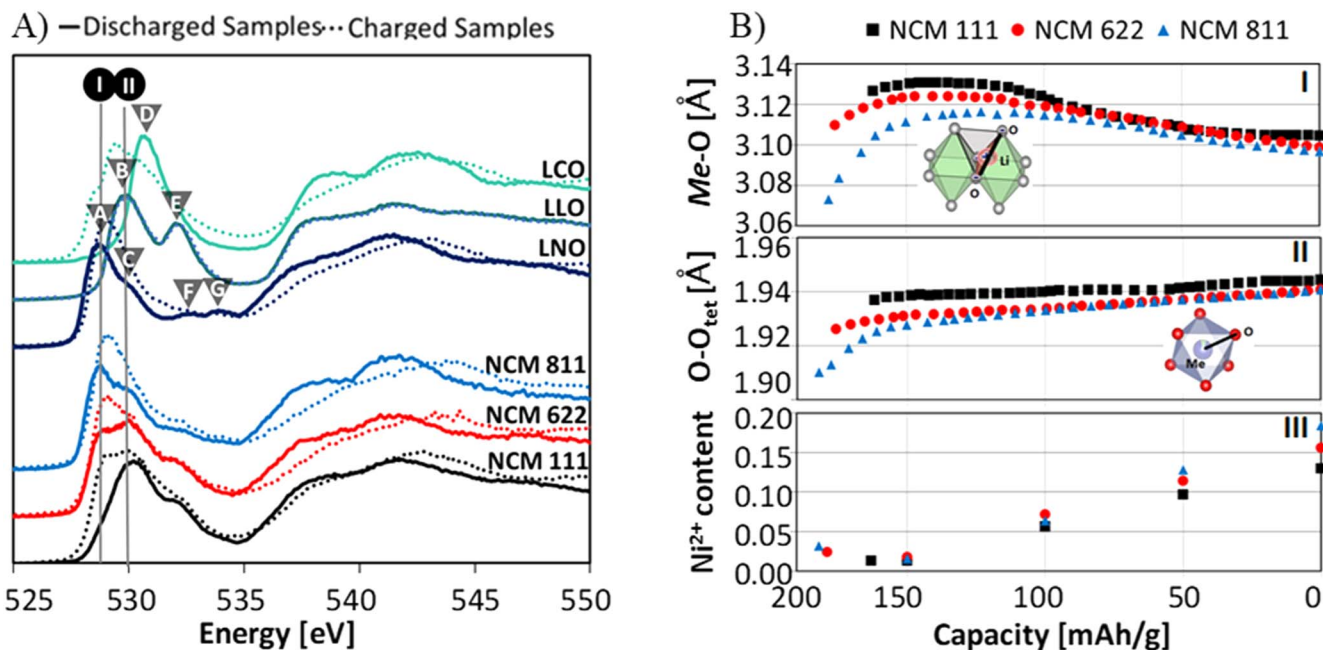 A) — Discharged Samples ··· Charged Samples
I II
D
B
A
E
C
F G
LCO
LLO
LNO
NCM 811
NCM 622
NCM 111
525 530 535 540 545 550
Energy [eV]
B) ■ NCM 111 ● NCM 622 ▲ NCM 811
Me-O [Å]
3.14
3.12
3.10
3.08
3.06
I
O
Li
O
O-Otet [Å]
1.96
1.94
1.92
1.90
II
O
Me
Ni2+ content
0.20
0.15
0.10
0.05
0.00
III
200 150 100 50 0
Capacity [mAh/g]